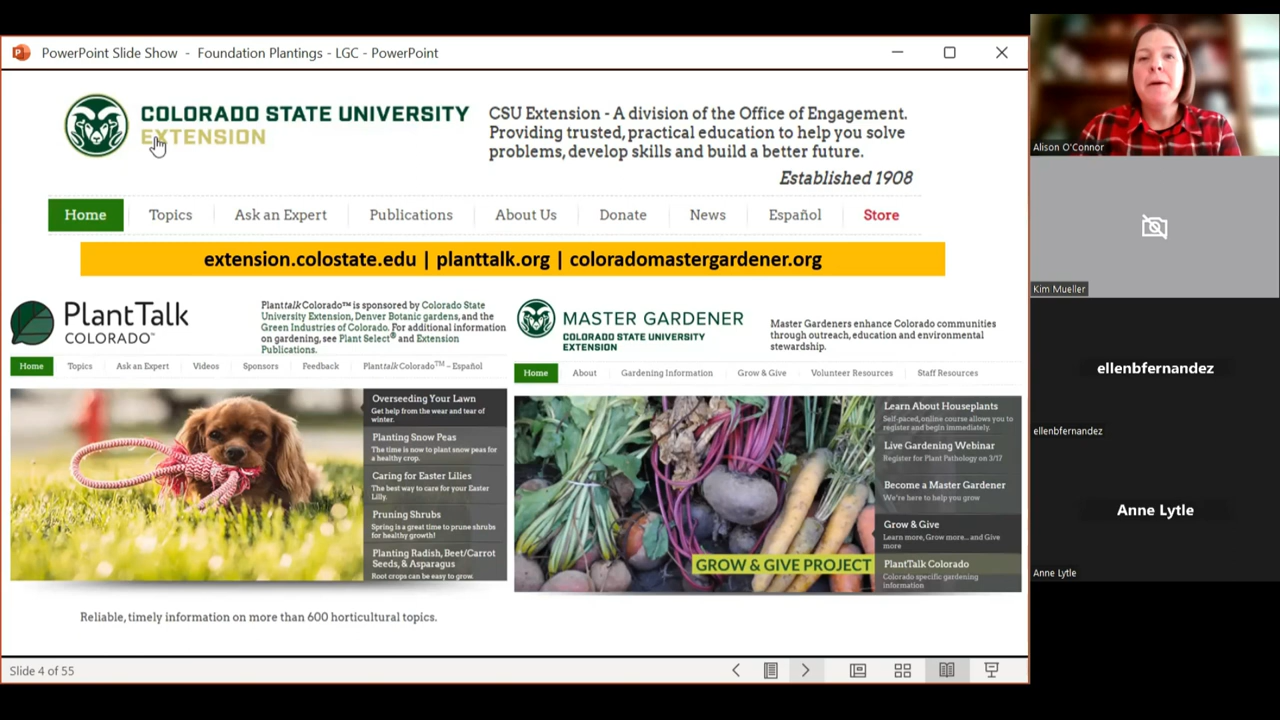 PowerPoint Slide Show - Foundation Plantings - LGC - PowerPoint
COLORADO STATE UNIVERSITY
EXTENSION
CSU Extension - A division of the Office of Engagement.
Providing trusted, practical education to help you solve
problems, develop skills and build a better future.
Established 1908
Home Topics Ask an Expert Publications About Us Donate News Español Store
extension.colostate.edu | planttalk.org | coloradomastergardener.org
PlantTalk
COLORADO™
Planttalk Colorado™ is sponsored by Colorado State
University Extension, Denver Botanic gardens, and the
Green Industries of Colorado. For additional information
on gardening, see Plant Select® and Extension
Publications.
Home Topics Ask an Expert Videos Sponsors Feedback Planttalk Colorado™ – Español
Overseeding Your Lawn
Get help from the wear and tear of
winter.
Planting Snow Peas
The time is now to plant snow peas for
a healthy crop.
Caring for Easter Lilies
The best way to care for your Easter
Lilly.
Pruning Shrubs
Spring is a great time to prune shrubs
for healthy growth!
Planting Radish, Beet/Carrot
Seeds, & Asparagus
Root crops can be easy to grow.
MASTER GARDENER
COLORADO STATE UNIVERSITY
EXTENSION
Master Gardeners enhance Colorado communities
through outreach, education and environmental
stewardship.
Home About Gardening Information Grow & Give Volunteer Resources Staff Resources
Learn About Houseplants
Self-paced, online course allows you to
register and begin immediately.
Live Gardening Webinar
Register for Plant Pathology on 3/17
Become a Master Gardener
We're here to help you grow
Grow & Give
Learn more, Grow more... and Give
more
PlantTalk Colorado
Colorado specific gardening
information
GROW & GIVE PROJECT
Reliable, timely information on more than 600 horticultural topics.
Slide 4 of 55
Alison O'Connor
Kim Mueller
ellenbfernandez
ellenbfernandez
Anne Lytle
Anne Lytle